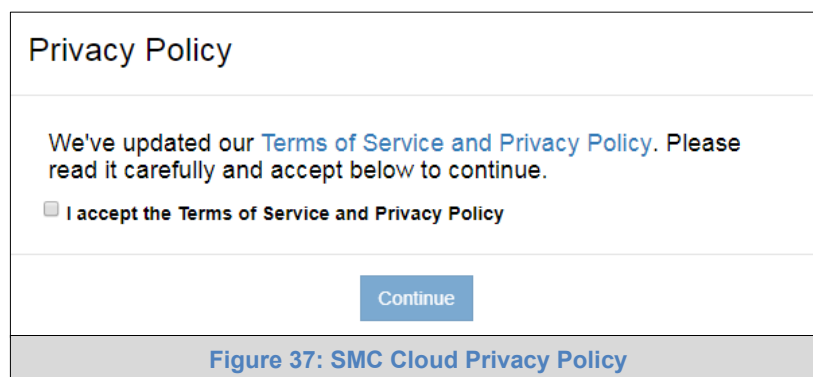 Privacy Policy
We've updated our Terms of Service and Privacy Policy. Please
read it carefully and accept below to continue.
I accept the Terms of Service and Privacy Policy
Continue
Figure 37: SMC Cloud Privacy Policy